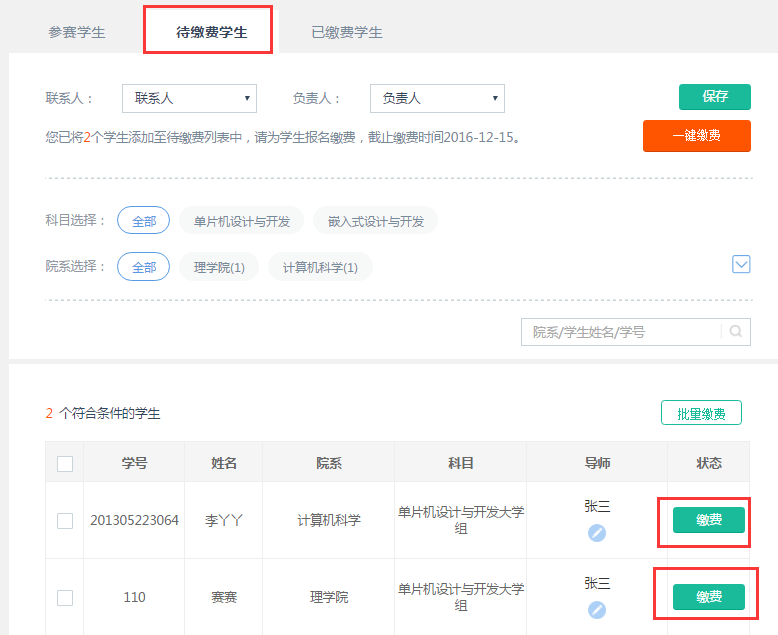 参赛学生 待缴费学生 已缴费学生
联系人： 联系人 负责人： 负责人 保存
您已将2个学生添加至待缴费列表中，请为学生报名缴费，截止缴费时间2016-12-15。 一键缴费
科目选择： 全部 单片机设计与开发 嵌入式设计与开发
院系选择： 全部 理学院(1) 计算机科学(1)
院系/学生姓名/学号
2 个符合条件的学生 批里缴费
学号 姓名 院系 科目 导师 状态
201305223064 李丫丫 计算机科学 单片机设计与开发大学组 张三 缴费
110 赛赛 理学院 单片机设计与开发大学组 张三 缴费